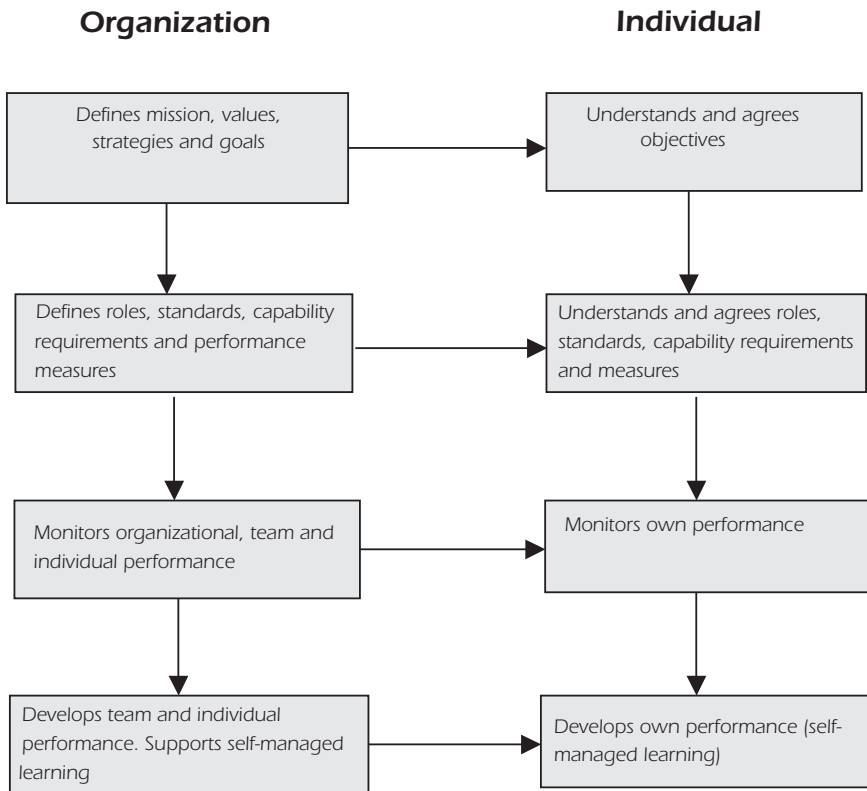 Organization
Individual
Defines mission, values,
strategies and goals
Understands and agrees
objectives
Defines roles, standards, capability
requirements and performance
measures
Understands and agrees roles,
standards, capability requirements
and measures
Monitors organizational, team and
individual performance
Monitors own performance
Develops team and individual
performance. Supports self-managed
learning
Develops own performance (self-
managed learning)